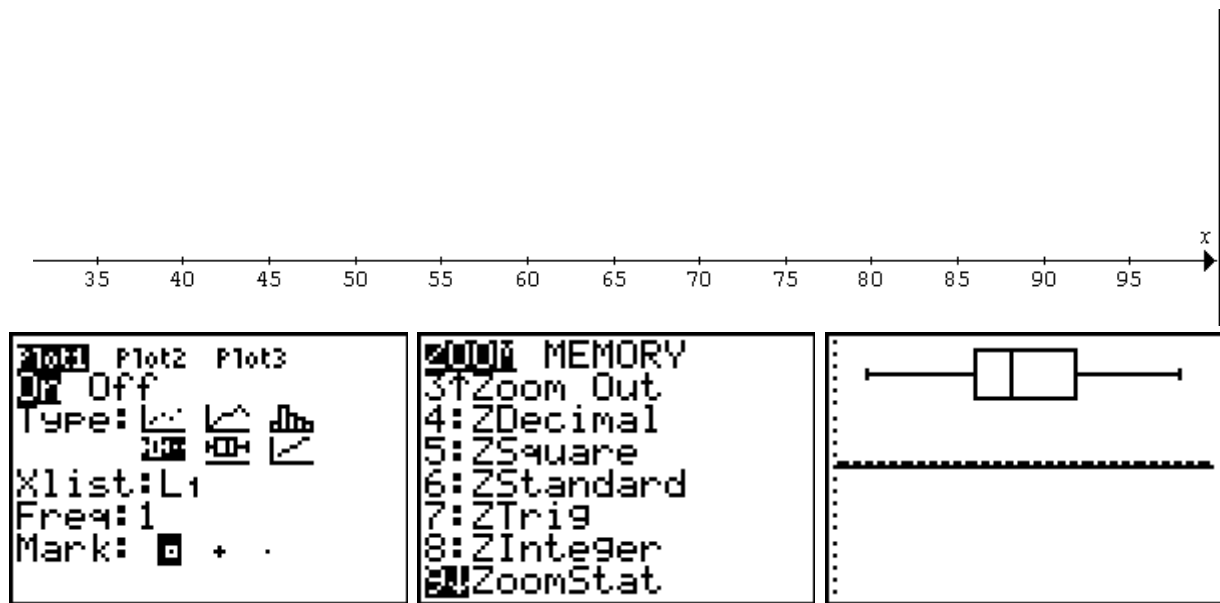 x
35 40 45 50 55 60 65 70 75 80 85 90 95
Plot1 Plot2 Plot3
On Off
Type:
Xlist:L1
Freq:1
Mark:
ZOOM MEMORY
3↑Zoom Out
4:ZDecimal
5:ZSquare
6:ZStandard
7:ZTrig
8:ZInteger
9↓ZoomStat